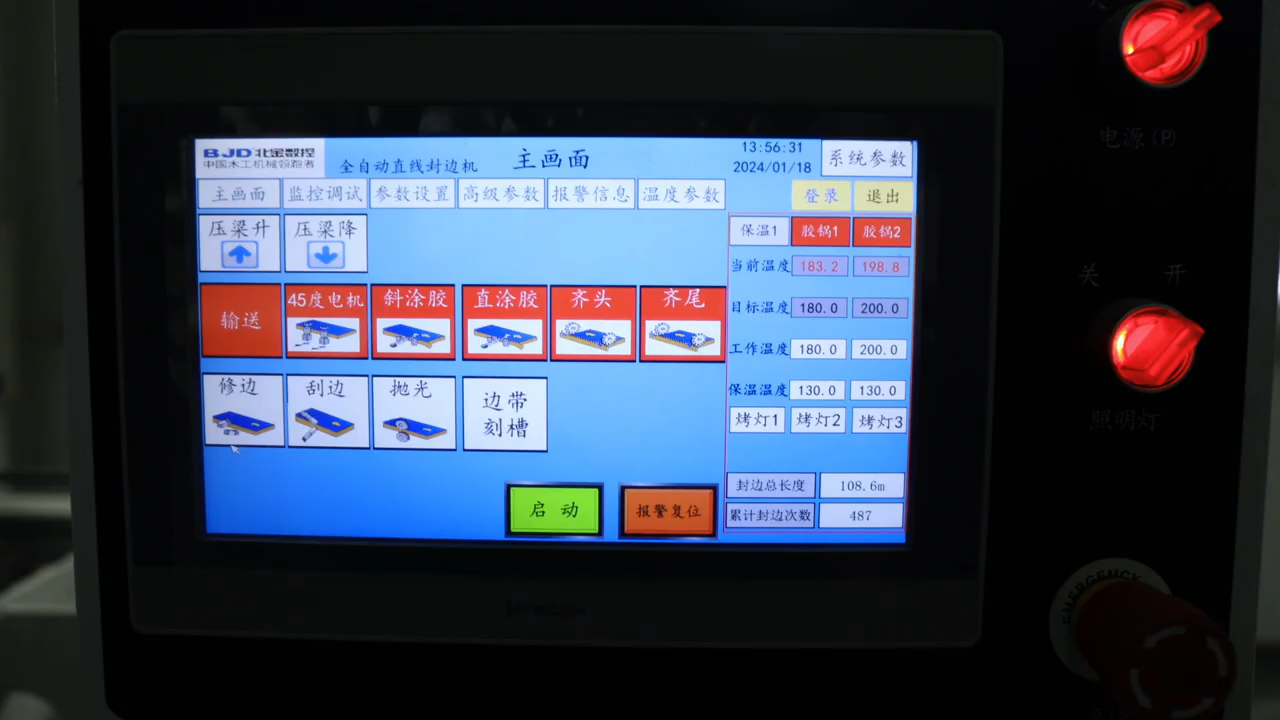 BJD 北金数控
中国木工机械领跑者
全自动直线封边机
主画面
13:56:31
2024/01/18
系统参数
主画面
监控调试
参数设置
高级参数
报警信息
温度参数
登录
退出
压梁升
压梁降
保温1
胶锅1
胶锅2
当前温度
183.2
198.8
输送
45度电机
斜涂胶
直涂胶
齐头
齐尾
目标温度
180.0
200.0
工作温度
180.0
200.0
修边
刮边
抛光
边带
刻槽
保温温度
130.0
130.0
烤灯1
烤灯2
烤灯3
启动
报警复位
封边总长度
108.6m
累计封边次数
487
电源(P)
关
开
照明灯
EMERGENCY